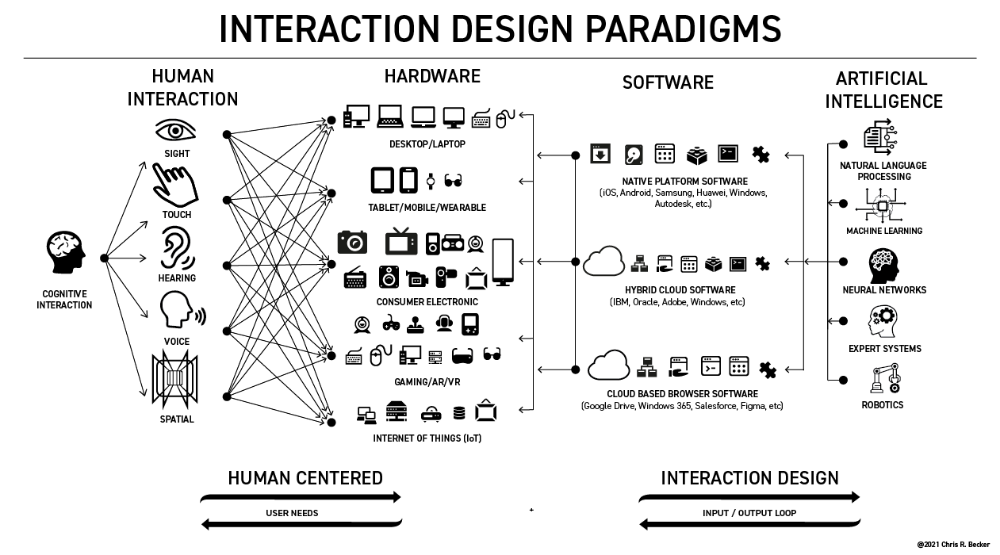 INTERACTION DESIGN PARADIGMS
HUMAN
INTERACTION
HARDWARE
SOFTWARE
ARTIFICIAL
INTELLIGENCE
COGNITIVE
INTERACTION
SIGHT
TOUCH
HEARING
VOICE
SPATIAL
DESKTOP/LAPTOP
TABLET/MOBILE/WEARABLE
CONSUMER ELECTRONIC
GAMING/AR/VR
INTERNET OF THINGS (IoT)
NATIVE PLATFORM SOFTWARE
(iOS, Android, Samsung, Huawei, Windows,
Autodesk, etc.)
HYBRID CLOUD SOFTWARE
(IBM, Oracle, Adobe, Windows, etc)
CLOUD BASED BROWSER SOFTWARE
(Google Drive, Windows 365, Salesforce, Figma, etc)
NATURAL LANGUAGE
PROCESSING
MACHINE LEARNING
NEURAL NETWORKS
EXPERT SYSTEMS
ROBOTICS
HUMAN CENTERED
USER NEEDS
INTERACTION DESIGN
INPUT / OUTPUT LOOP
@2021 Chris R. Becker